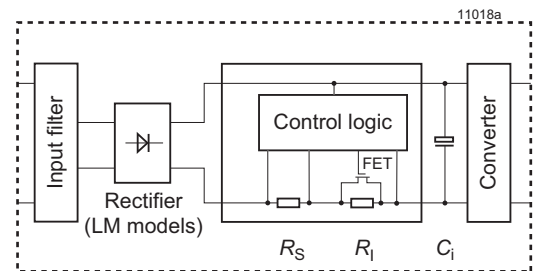 11018a
Input filter
Rectifier
(LM models)
Control logic
FET
Converter
RS
RI
Ci